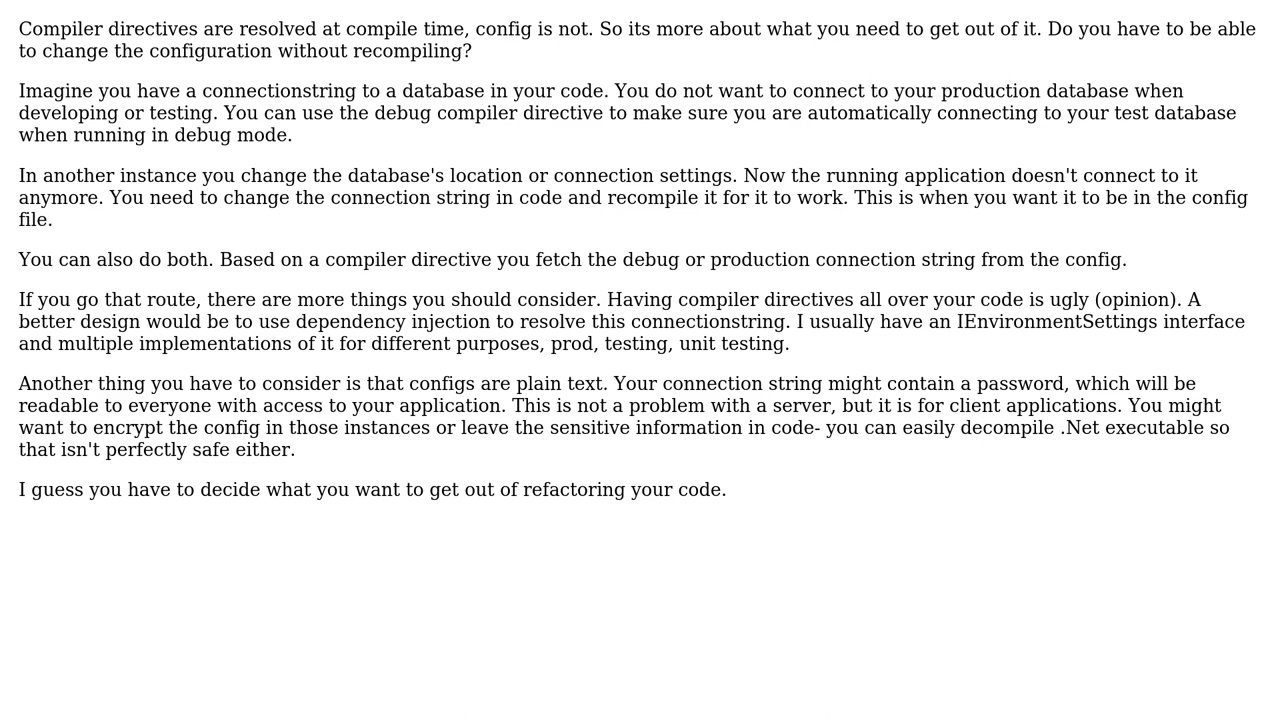 Compiler directives are resolved at compile time, config is not. So its more about what you need to get out of it. Do you have to be able
to change the configuration without recompiling?
Imagine you have a connectionstring to a database in your code. You do not want to connect to your production database when
developing or testing. You can use the debug compiler directive to make sure you are automatically connecting to your test database
when running in debug mode.
In another instance you change the database's location or connection settings. Now the running application doesn't connect to it
anymore. You need to change the connection string in code and recompile it for it to work. This is when you want it to be in the config
file.
You can also do both. Based on a compiler directive you fetch the debug or production connection string from the config.
If you go that route, there are more things you should consider. Having compiler directives all over your code is ugly (opinion). A
better design would be to use dependency injection to resolve this connectionstring. I usually have an IEnvironmentSettings interface
and multiple implementations of it for different purposes, prod, testing, unit testing.
Another thing you have to consider is that configs are plain text. Your connection string might contain a password, which will be
readable to everyone with access to your application. This is not a problem with a server, but it is for client applications. You might
want to encrypt the config in those instances or leave the sensitive information in code- you can easily decompile .Net executable so
that isn't perfectly safe either.
I guess you have to decide what you want to get out of refactoring your code.